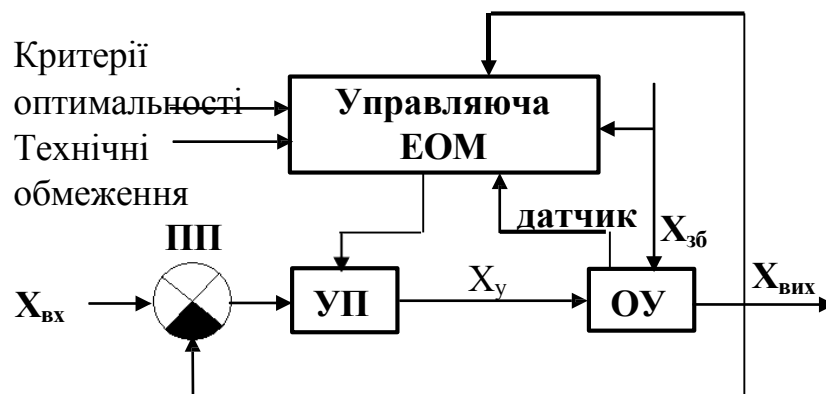 Критерії
оптимальності
Технічні
обмеження
Управляюча
ЕОМ
датчик
Xзб
ПП
Xвх
УП
Xу
ОУ
Xвих